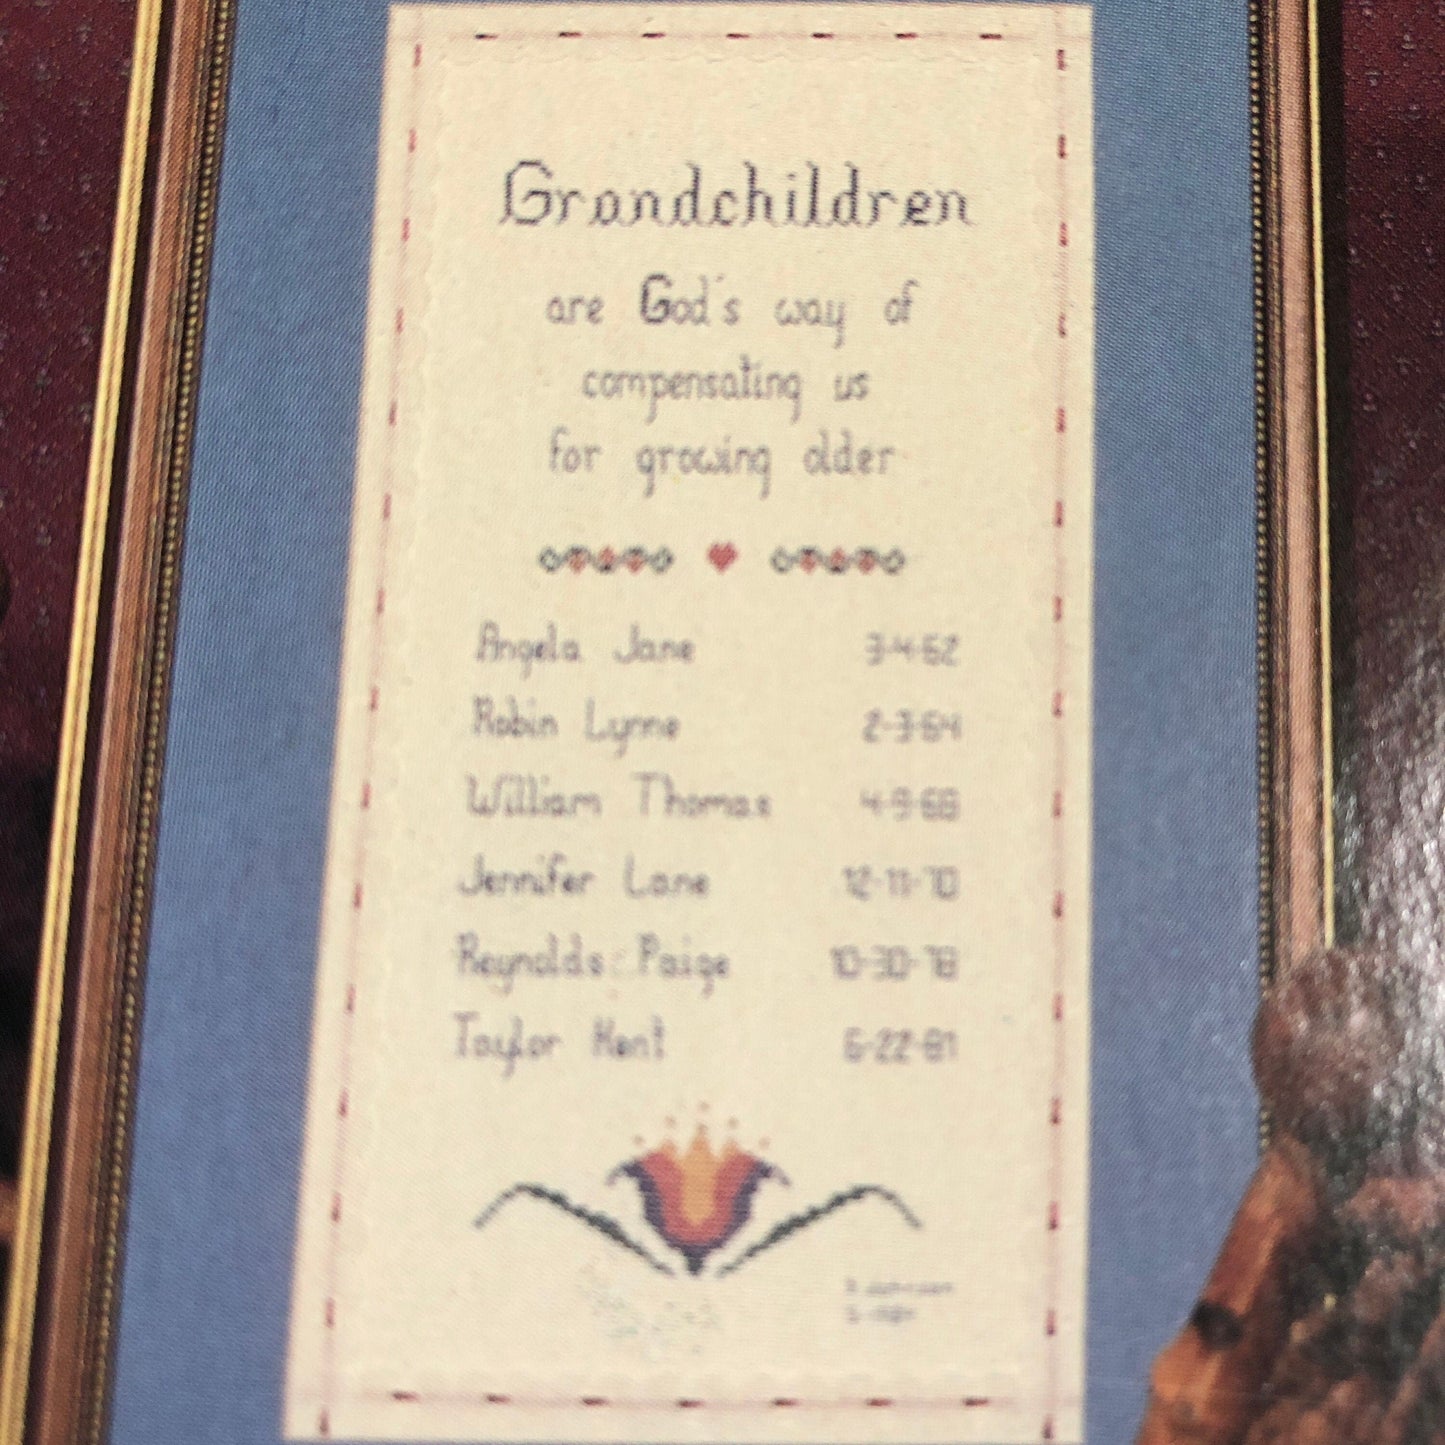 Grandchildren
are God's way of
compensating us
for growing older
Angela Jane 3-4-62
Robin Lynne 2-3-64
William Thomas 4-9-68
Jennifer Lane 12-11-70
Reynolds Paige 10-30-78
Taylor Kent 6-22-81